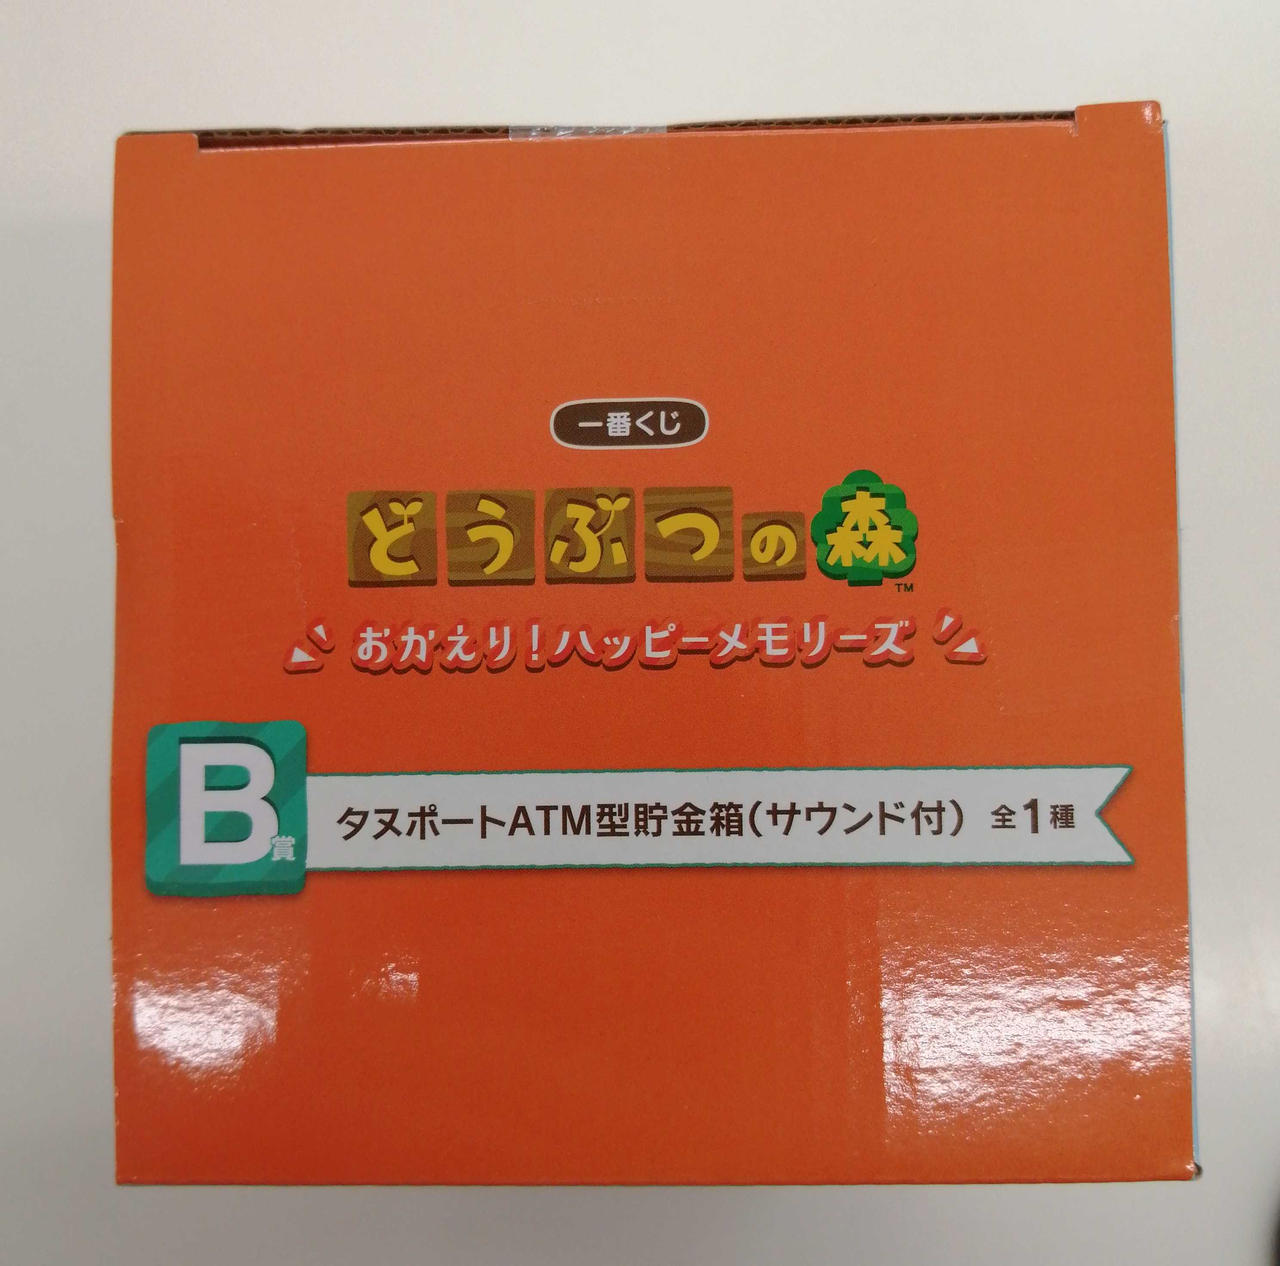 一番くじ
どうぶつの森™
おかえり！ハッピーメモリーズ
B賞
タヌポートATM型貯金箱（サウンド付） 全1種